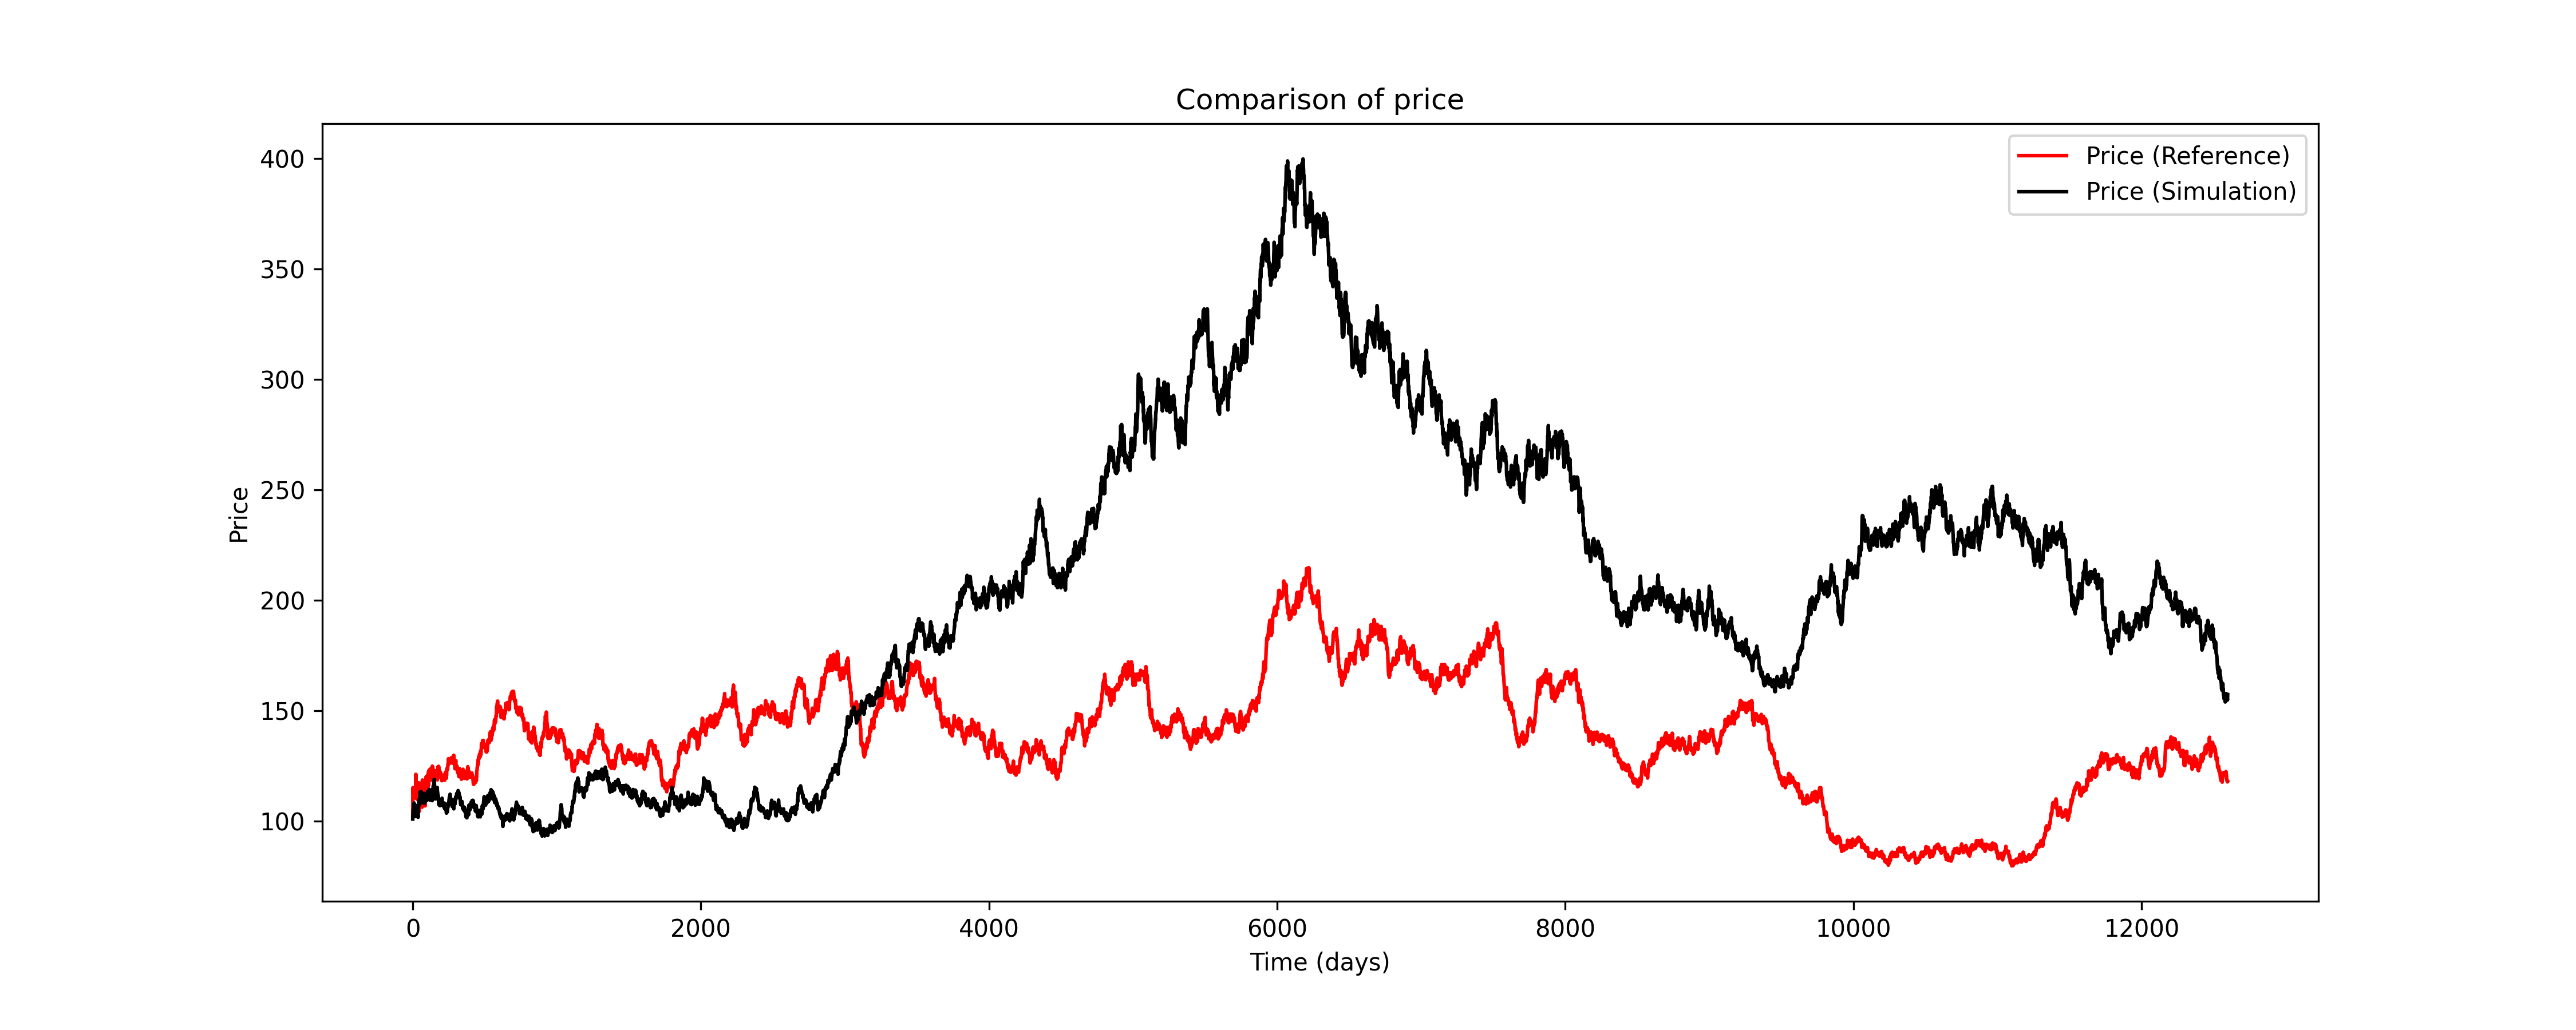 Comparison of price
Price (Reference)
Price (Simulation)
400
350
300
250
200
150
100
Price
0 2000 4000 6000 8000 10000 12000
Time (days)